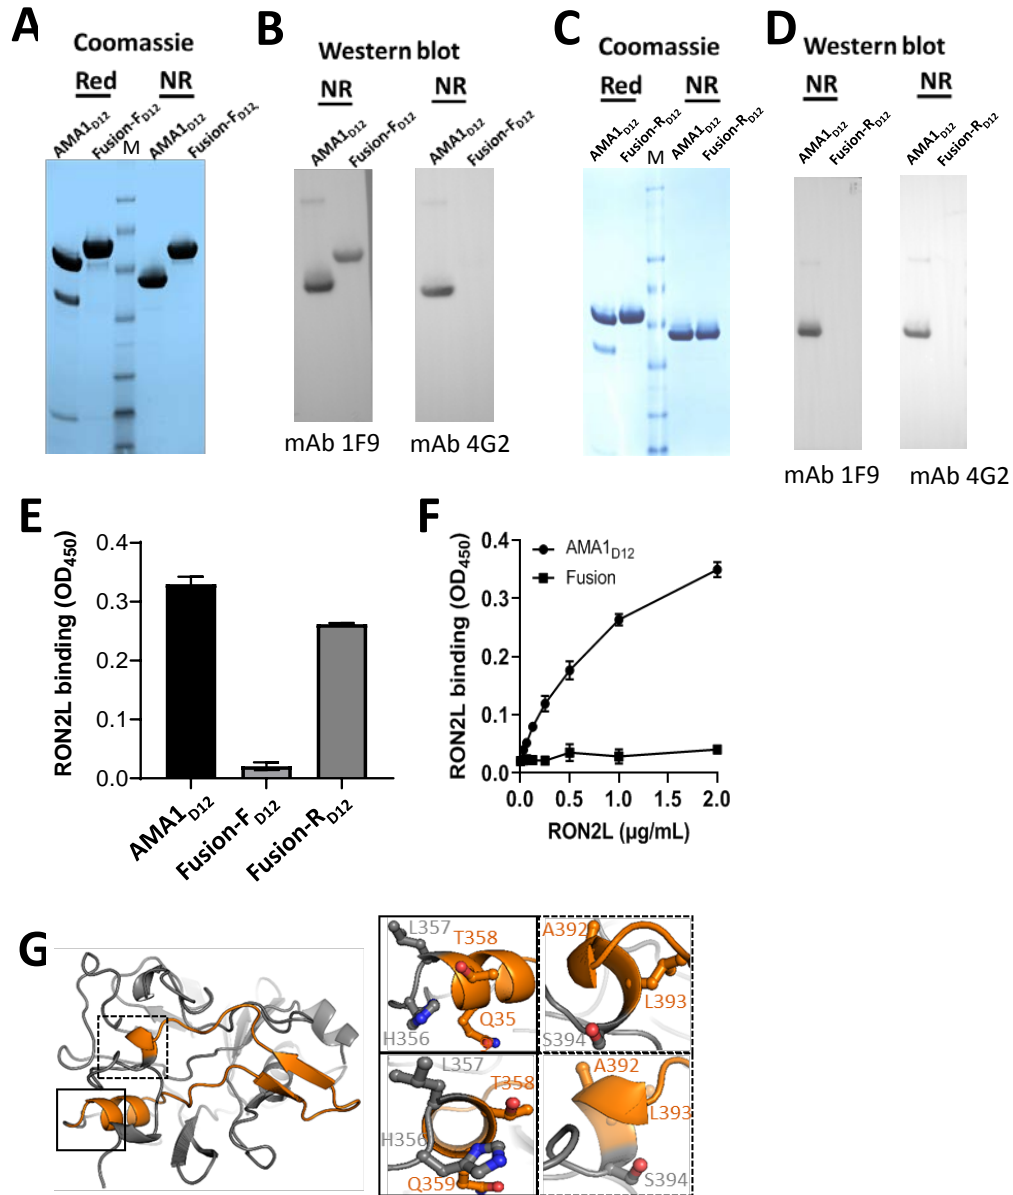 A
Coomassie
Red NR
AMA1D12 Fusion-FD12 M AMA1D12 Fusion-FD12,
B
Western blot
NR NR
AMA1D12 Fusion-FD12 AMA1D12 Fusion-FD12
mAb 1F9 mAb 4G2
C
Coomassie
Red NR
AMA1D12 Fusion-RD12 M AMA1D12 Fusion-RD12
D
Western blot
NR NR
AMA1D12 Fusion-RD12 AMA1D12 Fusion-RD12
mAb 1F9 mAb 4G2
E
RON2L binding (OD450)
0.4
0.3
0.2
0.1
0.0
AMA1D12 Fusion-FD12 Fusion-RD12
F
RON2L binding (OD450)
0.4
0.3
0.2
0.1
0.0
AMA1D12
Fusion
0.0 0.5 1.0 1.5 2.0
RON2L (µg/mL)
G
L357
T358
Q35
H356
A392
L393
S394
L357
T358
H356
Q359
A392
L393
S394